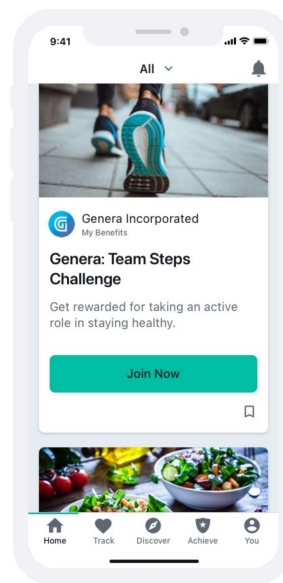 9:41
All
Genera Incorporated
My Benefits
Genera: Team Steps
Challenge
Get rewarded for taking an active
role in staying healthy.
Join Now
Home Track Discover Achieve You